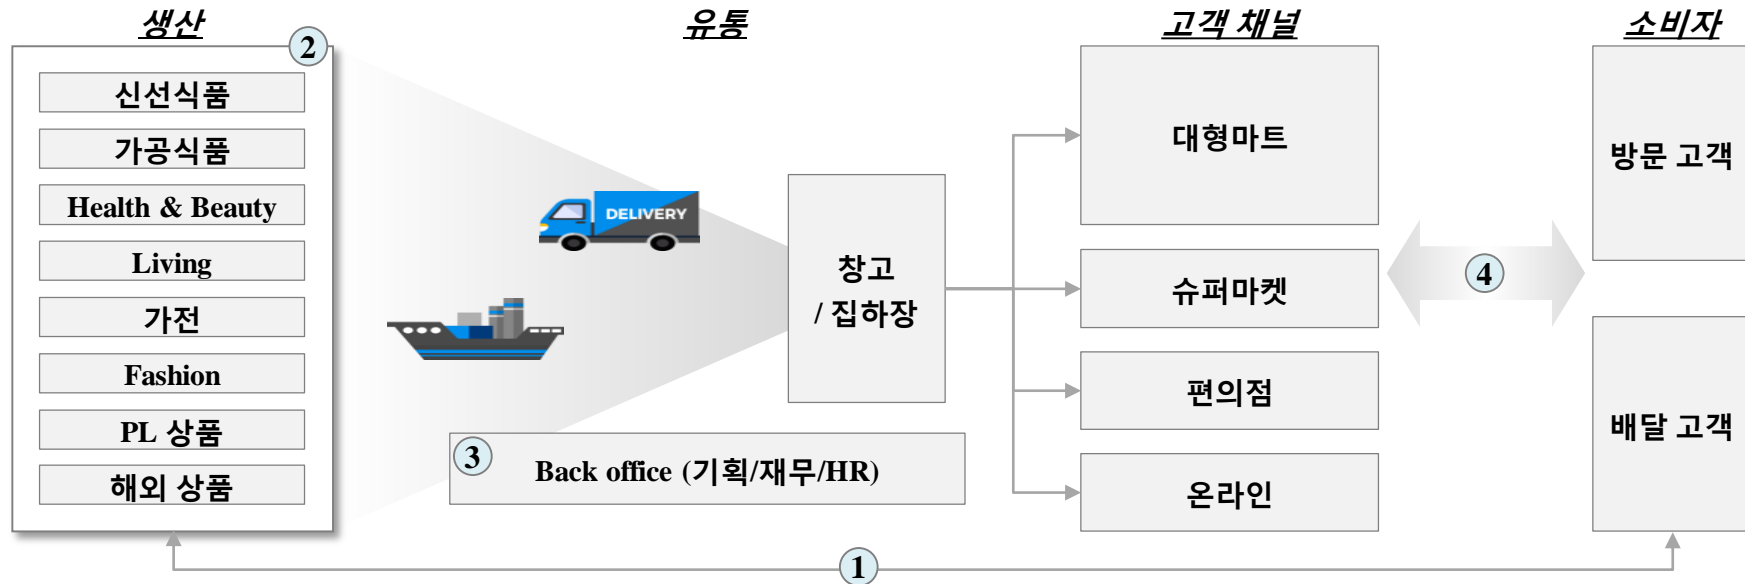 생산
유통
고객 채널
소비자
2
신선식품
가공식품
Health & Beauty
Living
가전
Fashion
PL 상품
해외 상품
DELIVERY
창고
/ 집하장
3
Back office (기획/재무/HR)
대형마트
슈퍼마켓
편의점
온라인
4
방문 고객
배달 고객
1